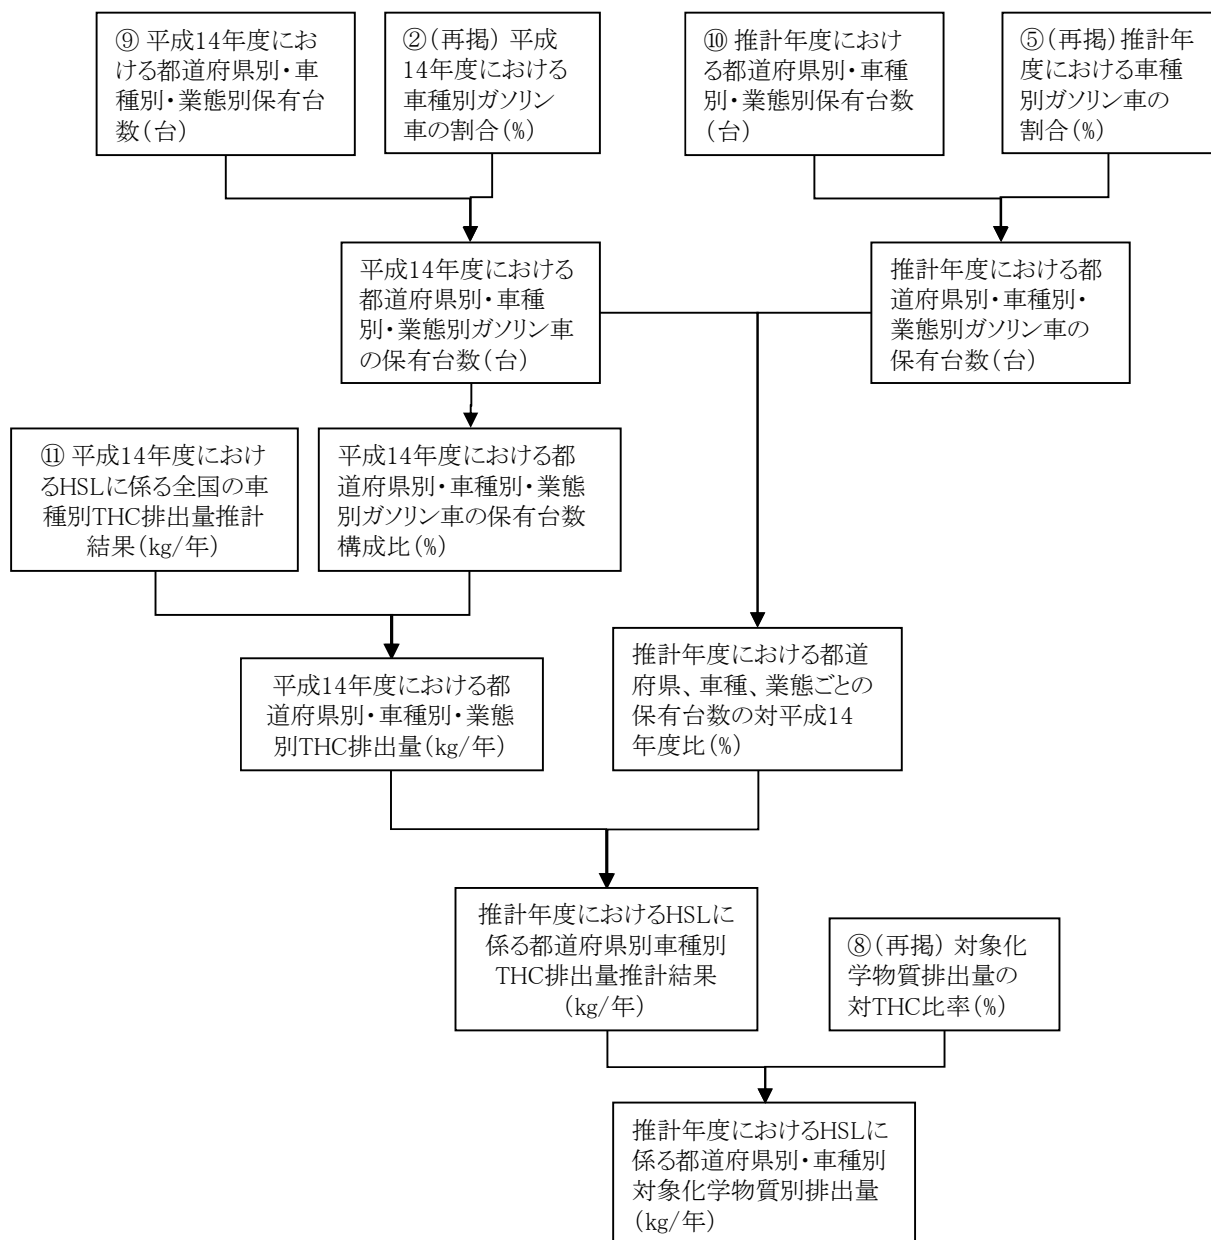 ⑨ 平成14年度にお
ける都道府県別・車
種別・業態別保有台
数(台)
②(再掲) 平成
14年度における
車種別ガソリン
車の割合(%)
⑩ 推計年度におけ
る都道府県別・車種
別・業態別保有台数
(台)
⑤(再掲)推計年
度における車種
別ガソリン車の
割合(%)
平成14年度における
都道府県別・車種
別・業態別ガソリン車
の保有台数(台)
推計年度における都
道府県別・車種別・
業態別ガソリン車の
保有台数(台)
⑪ 平成14年度におけ
るHSLに係る全国の車
種別THC排出量推計
結果(kg/年)
平成14年度における都
道府県別・車種別・業態
別ガソリン車の保有台数
構成比(%)
平成14年度における都
道府県別・車種別・業態
別THC排出量(kg/年)
推計年度における都道
府県、車種、業態ごとの
保有台数の対平成14
年度比(%)
推計年度におけるHSLに
係る都道府県別車種別
THC排出量推計結果
(kg/年)
⑧(再掲) 対象化
学物質排出量の
対THC比率(%)
推計年度におけるHSLに
係る都道府県別・車種別
対象化学物質別排出量
(kg/年)